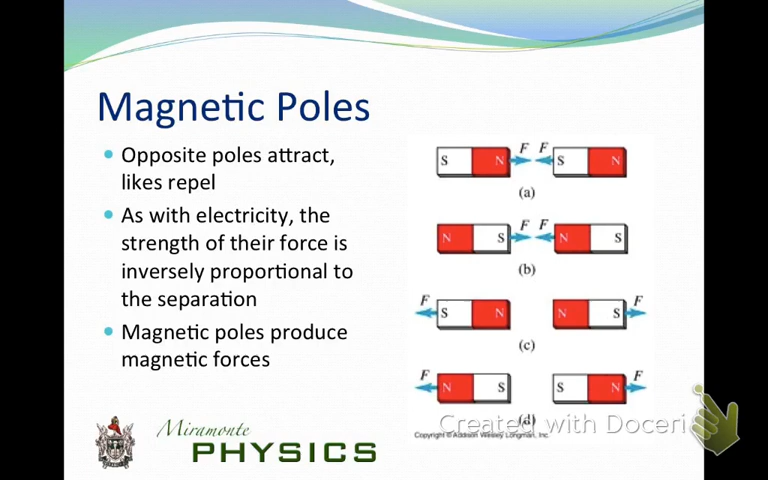 Magnetic Poles
• Opposite poles attract,
likes repel
• As with electricity, the
strength of their force is
inversely proportional to
the separation
• Magnetic poles produce
magnetic forces
S N F F S N
(a)
N S F F N S
(b)
F S N N S F
(c)
F N S S N F
(d)
Created with Doceri
Copyright © Addison Wesley Longman, Inc.
Miramonte
PHYSICS